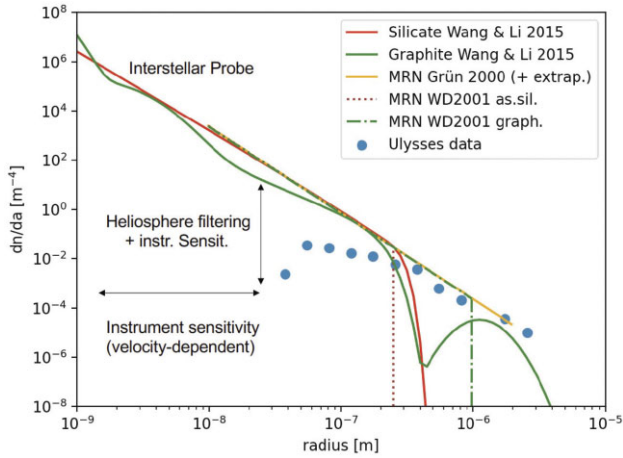 10^8
10^6
10^4
10^2
10^0
10^-2
10^-4
10^-6
10^-8
dn/da [m^-4]
Interstellar Probe
Silicate Wang & Li 2015
Graphite Wang & Li 2015
MRN Grün 2000 (+ extrap.)
MRN WD2001 as.sil.
MRN WD2001 graph.
Ulysses data
Heliosphere filtering
+ instr. Sensit.
Instrument sensitivity
(velocity-dependent)
10^-9
10^-8
10^-7
10^-6
10^-5
radius [m]